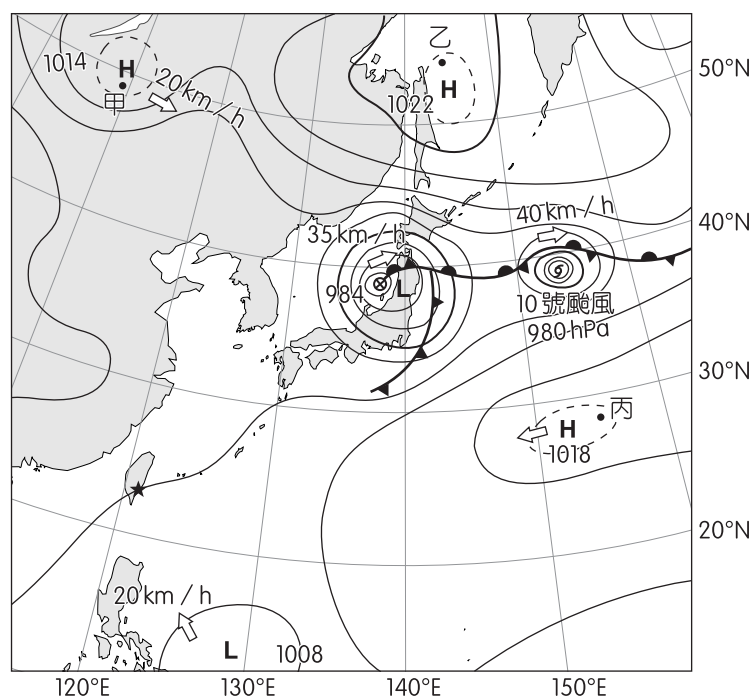 乙
50°N
1014
H
甲
20km/h
H
1022
40km/h
40°N
35km/h
984
L
10號颱風
980hPa
30°N
丙
H
1018
20°N
20km/h
L
1008
120°E
130°E
140°E
150°E